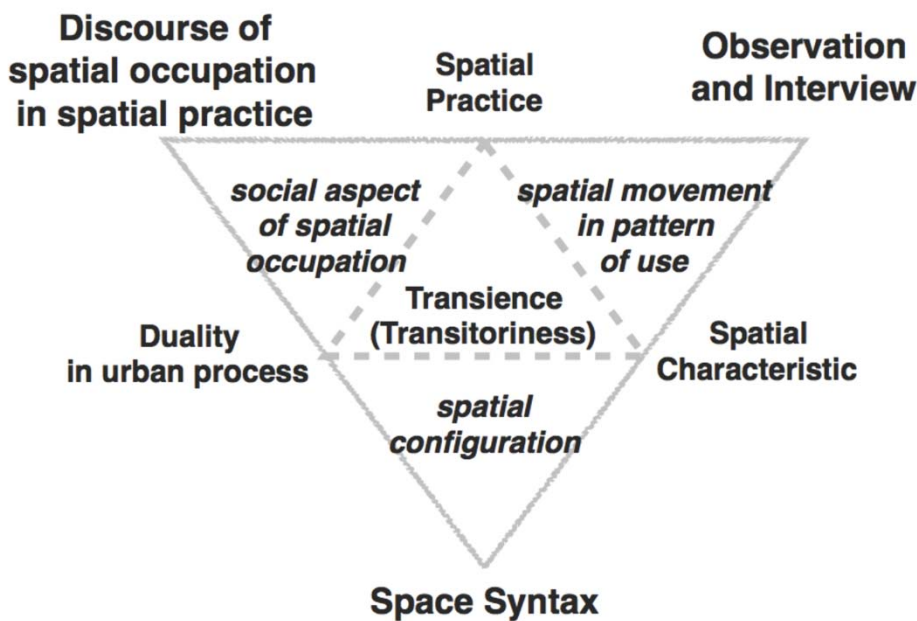 Discourse of
spatial occupation
in spatial practice
Spatial
Practice
Observation
and Interview
social aspect
of spatial
occupation
spatial movement
in pattern
of use
Transience
(Transitoriness)
Duality
in urban process
Spatial
Characteristic
spatial
configuration
Space Syntax